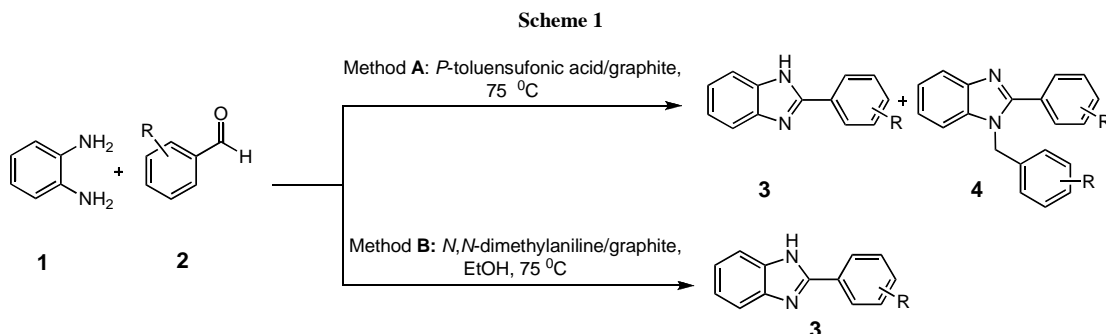 Scheme 1
Method A: P-toluensufonic acid/graphite,
75 ⁰C
H
N
N
R
+
N
N
R
R
3
4
NH₂
NH₂
+
R
O
H
1
2
Method B: N,N-dimethylaniline/graphite,
EtOH, 75 ⁰C
H
N
N
R
3